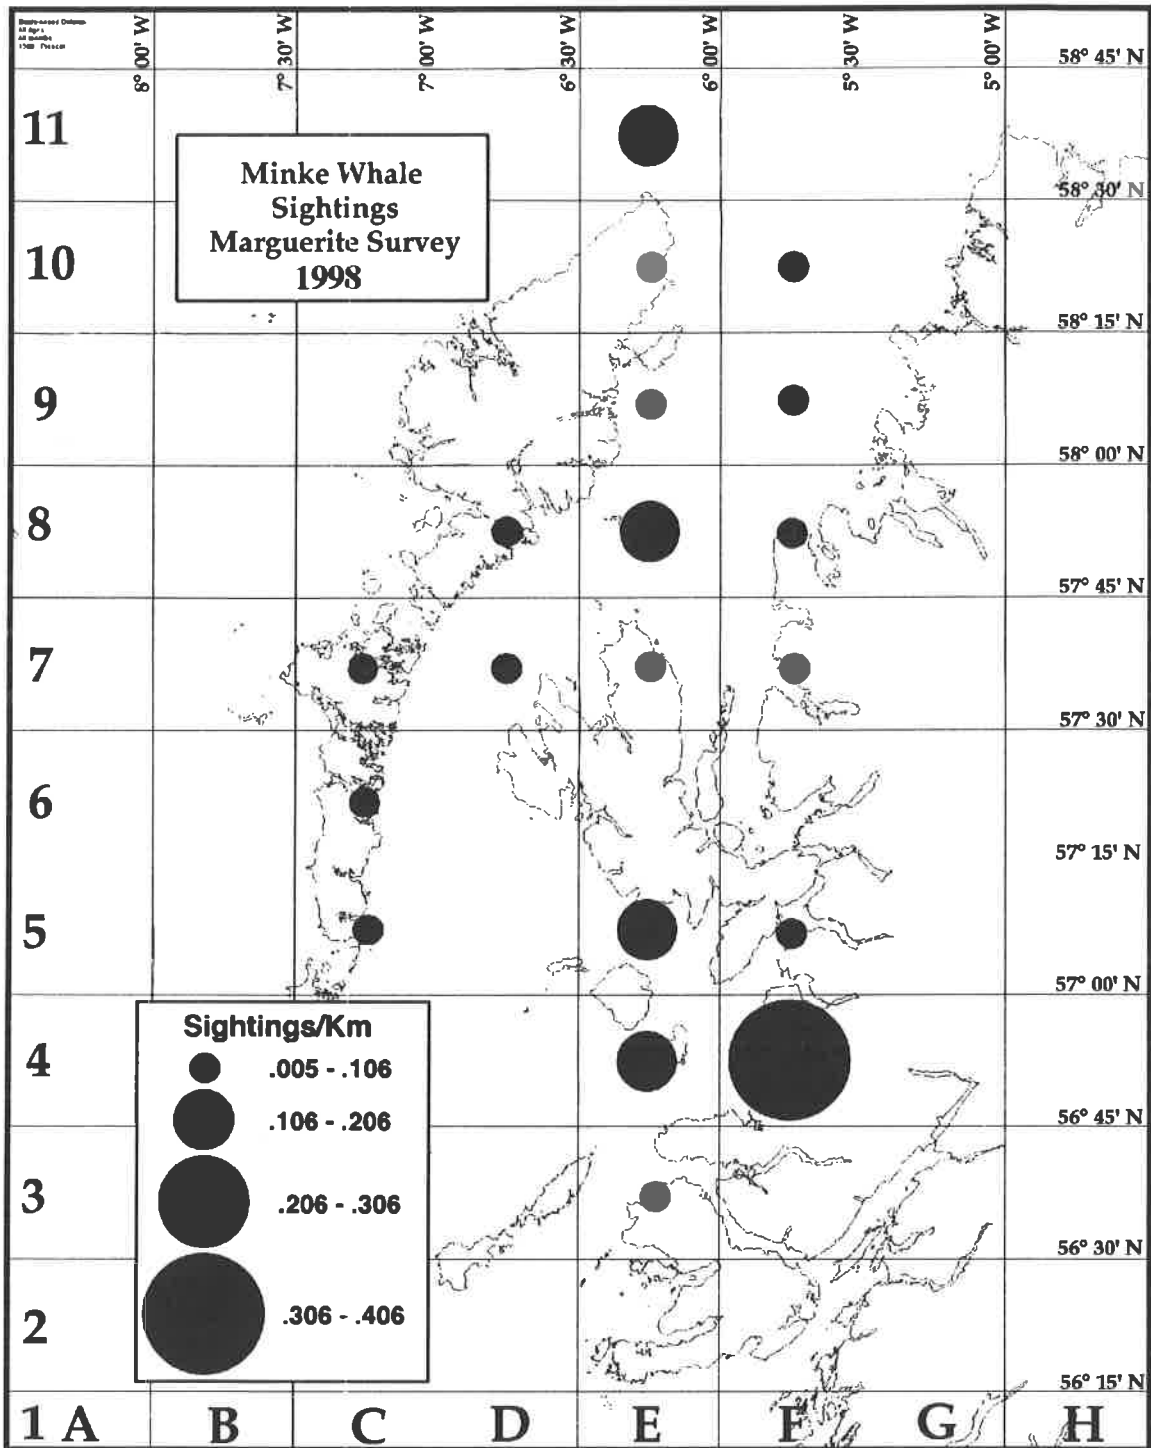 8° 00' W
7° 30' W
7° 00' W
6° 30' W
6° 00' W
5° 30' W
5° 00' W
58° 45' N
11
Minke Whale
Sightings
Marguerite Survey
1998
58° 30' N
10
58° 15' N
9
58° 00' N
8
57° 45' N
7
57° 30' N
6
57° 15' N
5
57° 00' N
Sightings/Km
.005 - .106
.106 - .206
.206 - .306
.306 - .406
4
56° 45' N
3
56° 30' N
2
56° 15' N
1 A B C D E F G H